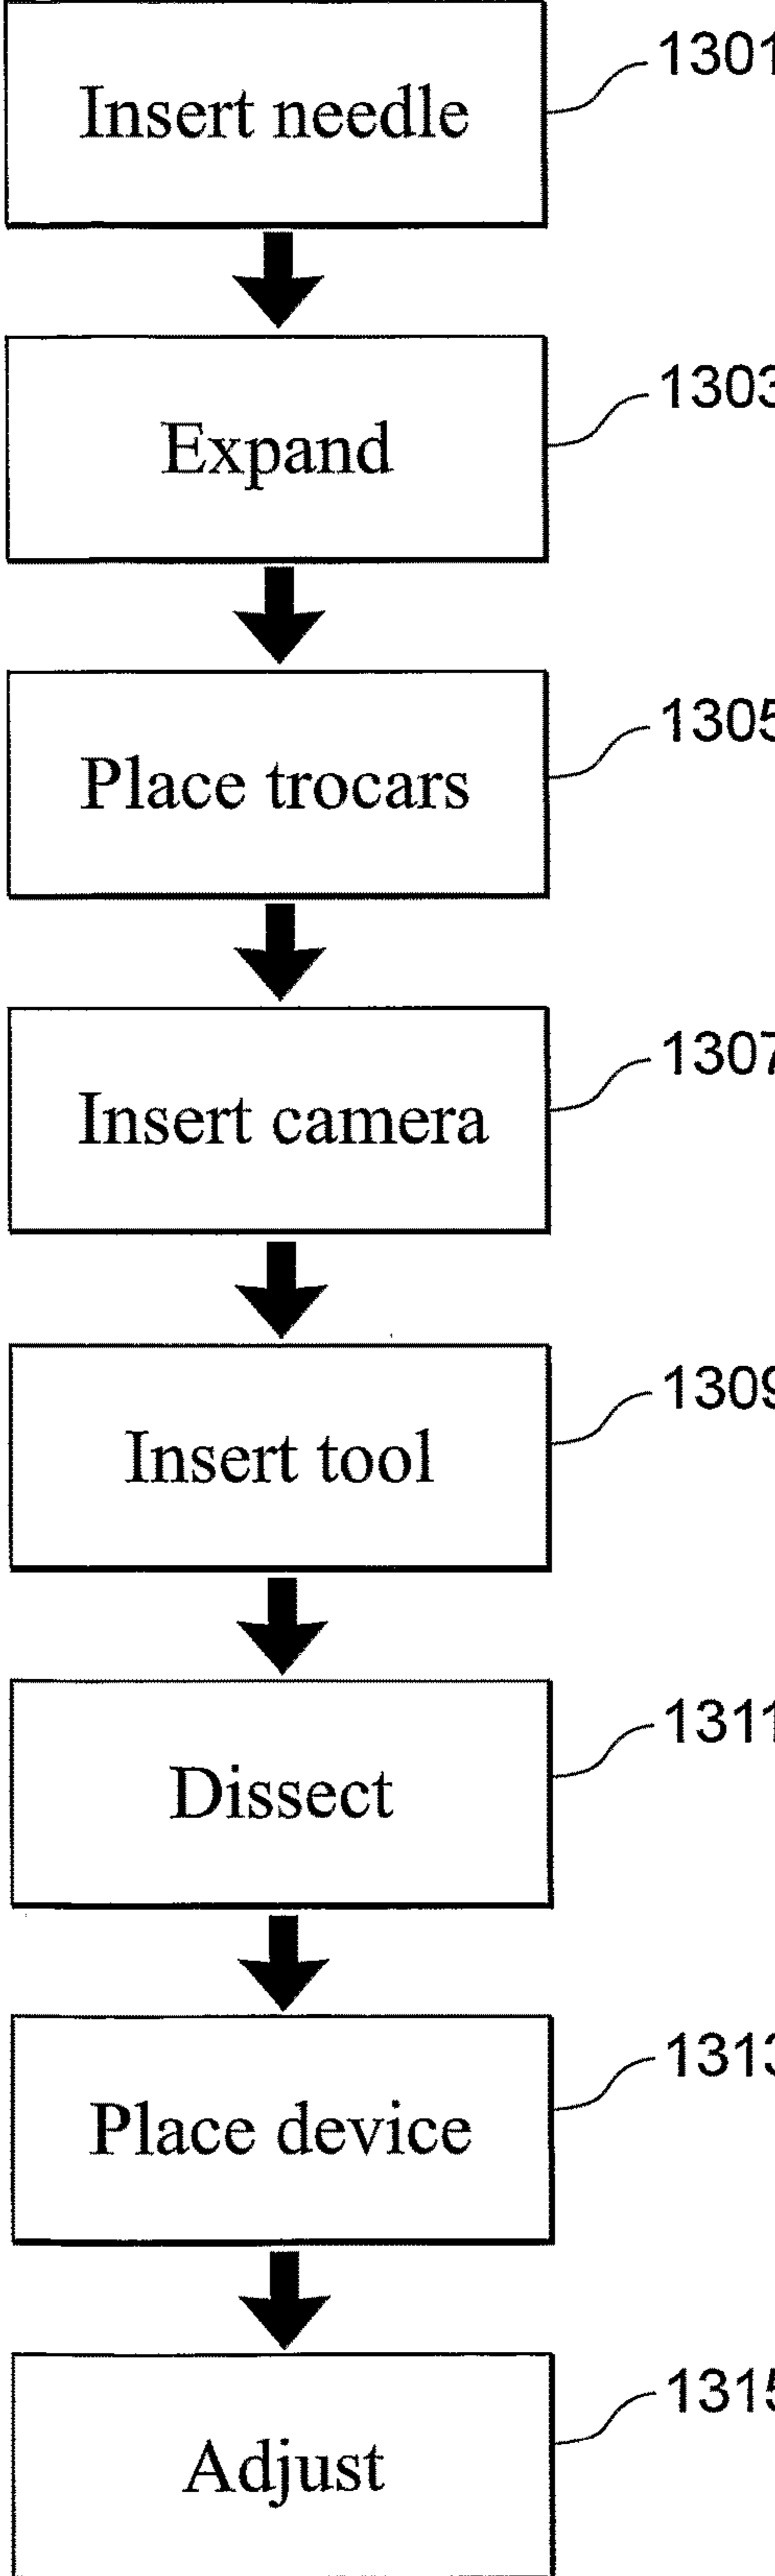 Insert needle
1301
Expand
1303
Place trocars
1305
Insert camera
1307
Insert tool
1309
Dissect
1311
Place device
1313
Adjust
1315